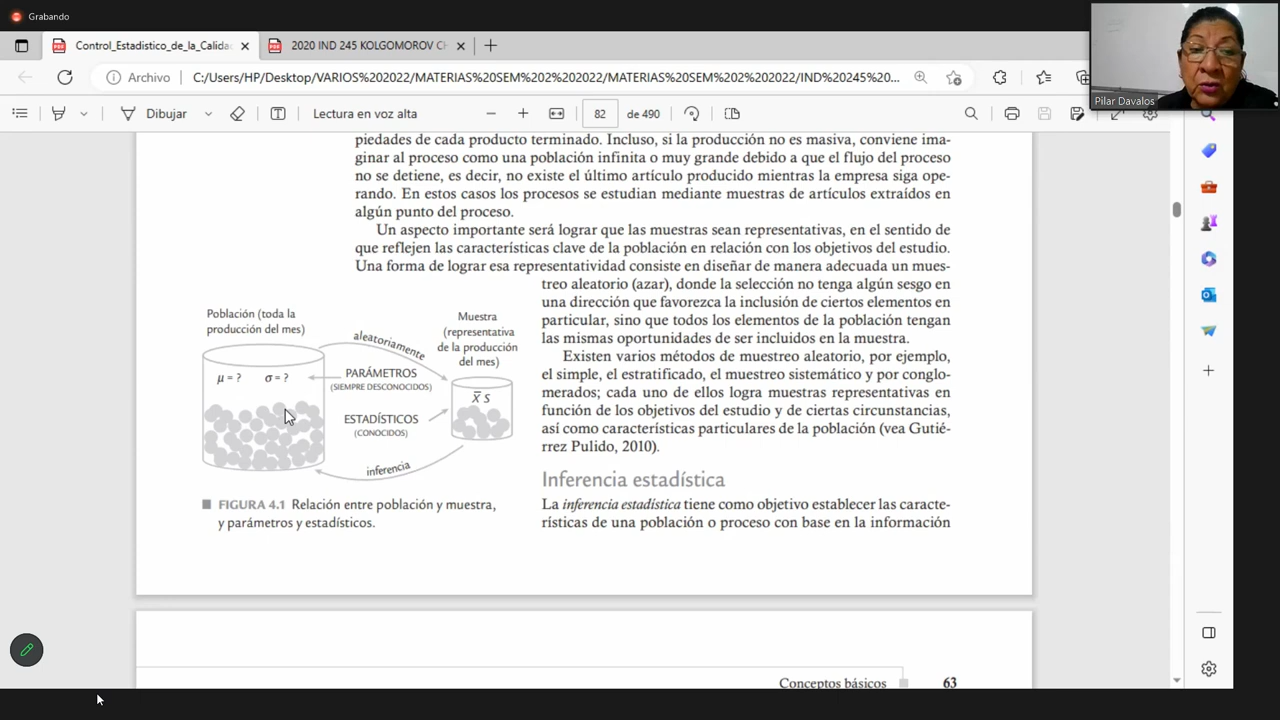 Grabando
Control_Estadistico_de_la_Calida
2020 IND 245 KOLGOMOROV CH
Archivo
C:/Users/HP/Desktop/VARIOS%202022/MATERIAS%20SEM%202%202022/MATERIAS%20SEM%202%202022/IND%20245%20...
Pilar Davalos
Dibujar
Lectura en voz alta
82
de 490
piedades de cada producto terminado. Incluso, si la producción no es masiva, conviene ima-
ginar al proceso como una población infinita o muy grande debido a que el flujo del proceso
no se detiene, es decir, no existe el último artículo producido mientras la empresa siga ope-
rando. En estos casos los procesos se estudian mediante muestras de artículos extraídos en
algún punto del proceso.
Un aspecto importante será lograr que las muestras sean representativas, en el sentido de
que reflejen las características clave de la población en relación con los objetivos del estudio.
Una forma de lograr esa representatividad consiste en diseñar de manera adecuada un mues-
treo aleatorio (azar), donde la selección no tenga algún sesgo en
una dirección que favorezca la inclusión de ciertos elementos en
particular, sino que todos los elementos de la población tengan
las mismas oportunidades de ser incluidos en la muestra.
Existen varios métodos de muestreo aleatorio, por ejemplo,
el simple, el estratificado, el muestreo sistemático y por conglo-
merados; cada uno de ellos logra muestras representativas en
función de los objetivos del estudio y de ciertas circunstancias,
así como características particulares de la población (vea Gutié-
rrez Pulido, 2010).
Población (toda la
producción del mes)
aleatoriamente
Muestra
(representativa
de la producción
del mes)
μ = ? σ = ?
PARÁMETROS
(SIEMPRE DESCONOCIDOS)
X̅ S
ESTADÍSTICOS
(CONOCIDOS)
inferencia
FIGURA 4.1 Relación entre población y muestra,
y parámetros y estadísticos.
Inferencia estadística
La inferencia estadística tiene como objetivo establecer las caracte-
rísticas de una población o proceso con base en la información
Conceptos básicos 63